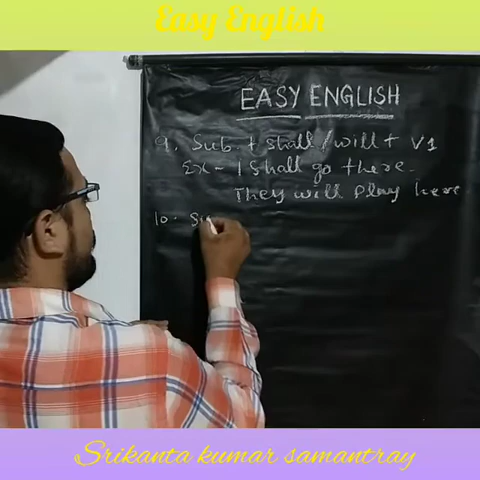 Easy English
EASY ENGLISH
9. Sub. + shall/will + V1
Ex - I Shall go there.
They will Play here
10. Su
Srikanta kumar samantray